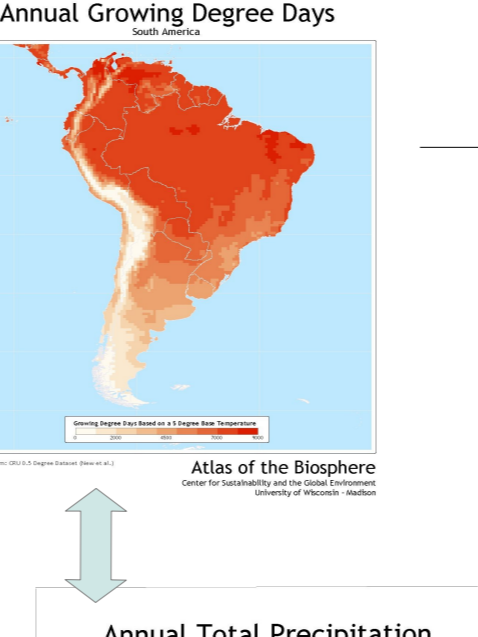 Annual Growing Degree Days
South America
Growing Degree Days Based on a 5 Degree Base Temperature
0 2000 4500 7000 9000
m: CRU 0.5 Degree Dataset (New et al.)
Atlas of the Biosphere
Center for Sustainability and the Global Environment
University of Wisconsin - Madison
Annual Total Precipitation